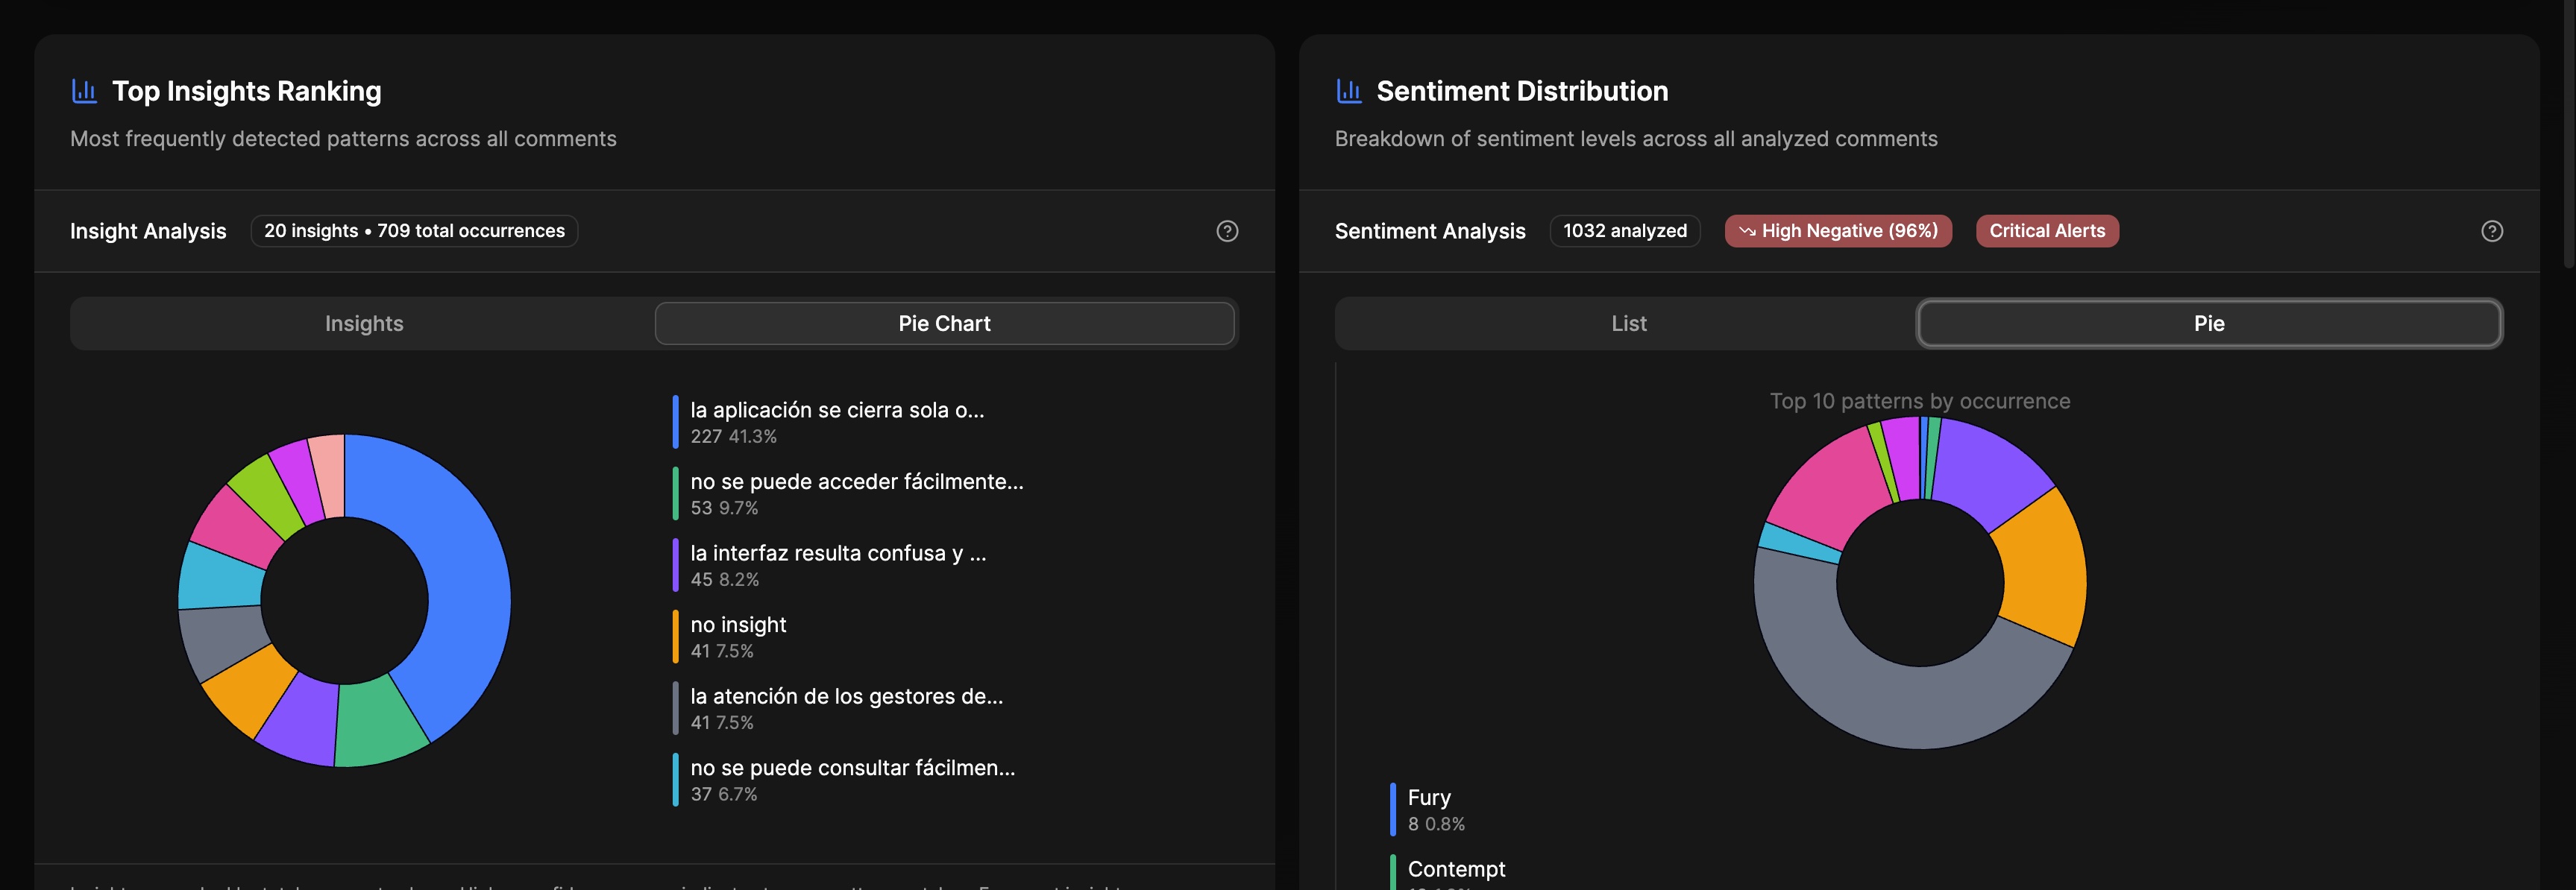 Top Insights Ranking
Most frequently detected patterns across all comments
Insight Analysis
20 insights • 709 total occurrences
Insights
Pie Chart
la aplicación se cierra sola o...
227 41.3%
no se puede acceder fácilmente...
53 9.7%
la interfaz resulta confusa y ...
45 8.2%
no insight
41 7.5%
la atención de los gestores de...
41 7.5%
no se puede consultar fácilmen...
37 6.7%
Sentiment Distribution
Breakdown of sentiment levels across all analyzed comments
Sentiment Analysis
1032 analyzed
High Negative (96%)
Critical Alerts
List
Pie
Top 10 patterns by occurrence
Fury
8 0.8%
Contempt